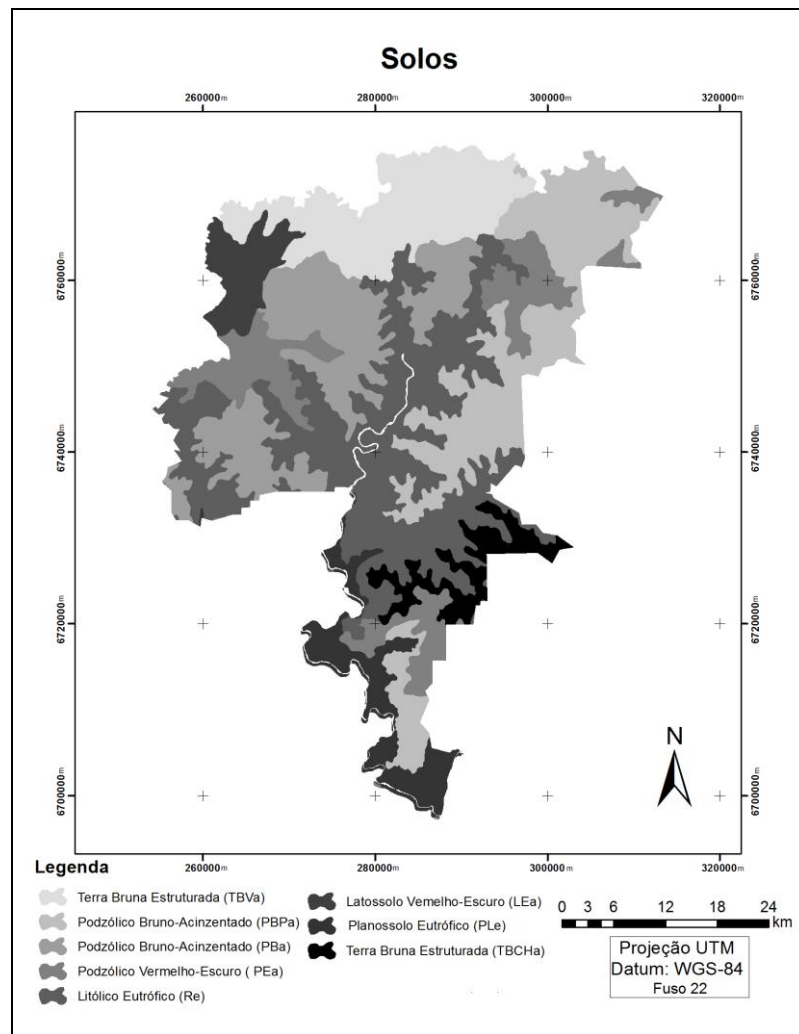 Solos
260000m 280000m 300000m 320000m
6760000m 6760000m
6740000m 6740000m
6720000m 6720000m
6700000m 6700000m
260000m 280000m 300000m 320000m
N
Legenda
Terra Bruna Estruturada (TBVa)
Podzólico Bruno-Acinzentado (PBPa)
Podzólico Bruno-Acinzentado (PBa)
Podzólico Vermelho-Escuro ( PEa)
Litólico Eutrófico (Re)
Latossolo Vemelho-Escuro (LEa)
Planossolo Eutrófico (PLe)
Terra Bruna Estruturada (TBCHa)
0 3 6 12 18 24
km
Projeção UTM
Datum: WGS-84
Fuso 22